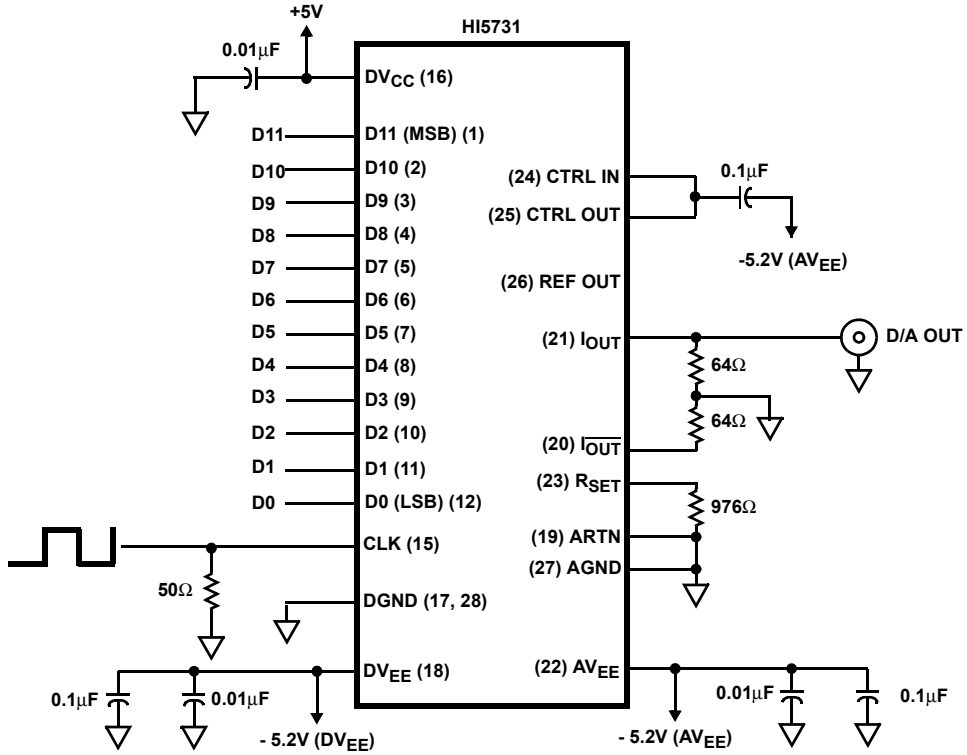 HI5731
+5V
0.01μF
DVCC (16)
D11
D11 (MSB) (1)
D10
D10 (2)
D9
D9 (3)
D8
D8 (4)
D7
D7 (5)
D6
D6 (6)
D5
D5 (7)
D4
D4 (8)
D3
D3 (9)
D2
D2 (10)
D1
D1 (11)
D0
D0 (LSB) (12)
CLK (15)
50Ω
DGND (17, 28)
DVEE (18)
0.1μF
0.01μF
- 5.2V (DVEE)
(24) CTRL IN
0.1μF
(25) CTRL OUT
-5.2V (AVEE)
(26) REF OUT
(21) IOUT
D/A OUT
64Ω
64Ω
(20) I̅O̅U̅T̅
(23) RSET
976Ω
(19) ARTN
(27) AGND
(22) AVEE
0.01μF
0.1μF
- 5.2V (AVEE)